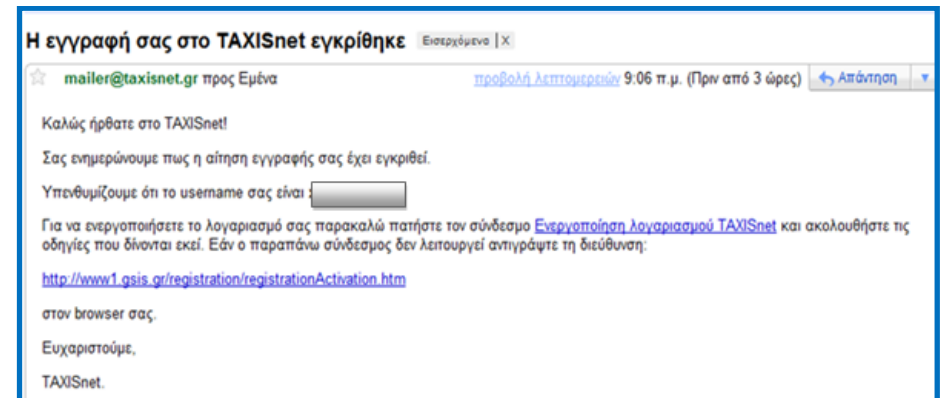 Η εγγραφή σας στο TAXISnet εγκρίθηκε Εισερχόμενα | X
mailer@taxisnet.gr προς Εμένα προβολή λεπτομερειών 9:06 π.μ. (Πριν από 3 ώρες) Απάντηση
Καλώς ήρθατε στο TAXISnet!
Σας ενημερώνουμε πως η αίτηση εγγραφής σας έχει εγκριθεί.
Υπενθυμίζουμε ότι το username σας είναι :
Για να ενεργοποιήσετε το λογαριασμό σας παρακαλώ πατήστε τον σύνδεσμο Ενεργοποίηση λογαριασμού TAXISnet και ακολουθήστε τις
οδηγίες που δίνονται εκεί. Εάν ο παραπάνω σύνδεσμος δεν λειτουργεί αντιγράψτε τη διεύθυνση:
http://www1.gsis.gr/registration/registrationActivation.htm
στον browser σας.
Ευχαριστούμε,
TAXISnet.